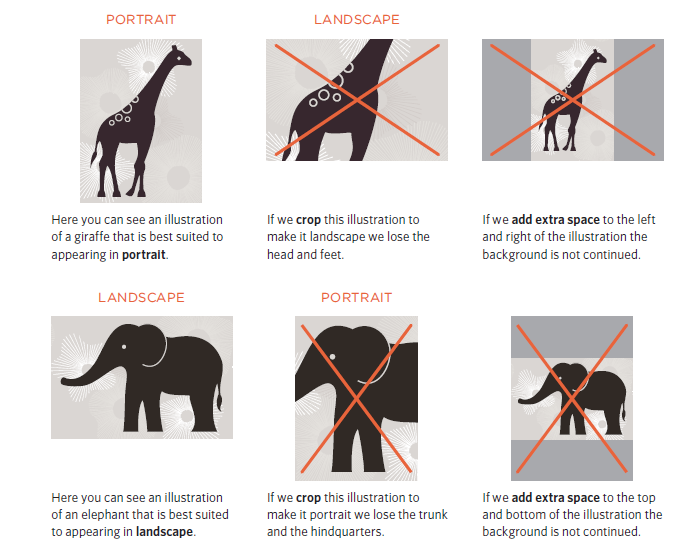 PORTRAIT
LANDSCAPE
Here you can see an illustration
of a giraffe that is best suited to
appearing in portrait.
If we crop this illustration to
make it landscape we lose the
head and feet.
If we add extra space to the left
and right of the illustration the
background is not continued.
LANDSCAPE
PORTRAIT
Here you can see an illustration
of an elephant that is best suited
to appearing in landscape.
If we crop this illustration to
make it portrait we lose the trunk
and the hindquarters.
If we add extra space to the top
and bottom of the illustration the
background is not continued.